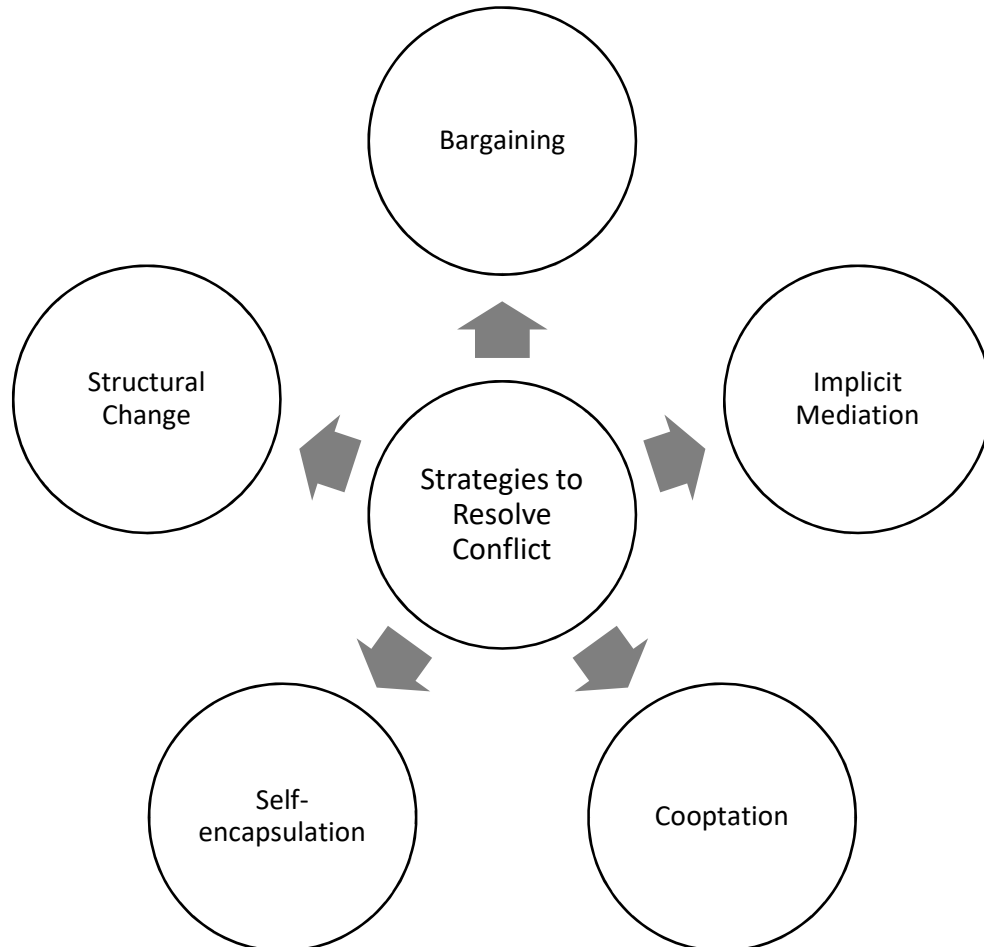 Bargaining
Structural
Change
Implicit
Mediation
Strategies to
Resolve
Conflict
Self-
encapsulation
Cooptation